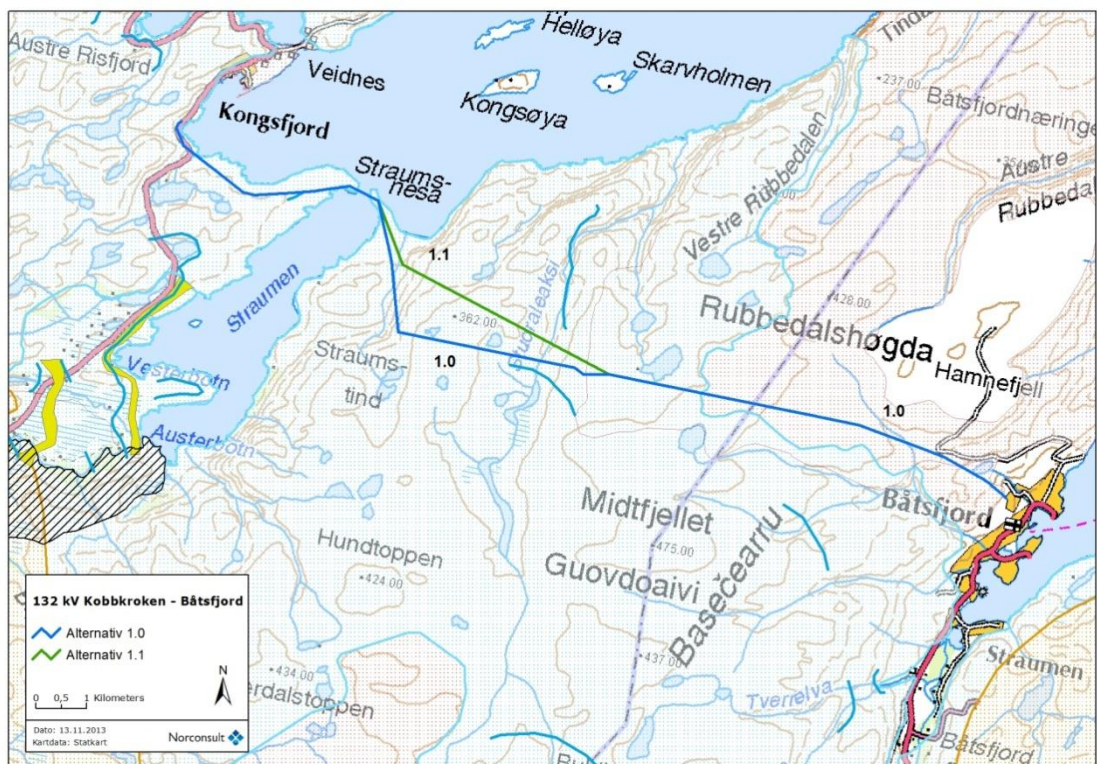 Helløya
Tind
Austre Risfjord
Veidnes
Skarvholmen
237.00
Båtsfjordnæringe
Kongsøya
Kongsfjord
Austre
Rubbedal
Straums-
nesa
Vestre Rubbedalen
1.1
Straumen
428.00
362.00
Rubbedalshøgda
Straums-
tind
1.0
Hamnefjell
Vesterbotn
1.0
Austerbotn
Båtsfjord
Midtfjellet
475.00
Hundtoppen
424.00
Guovdoaivi
Basečearru
132 kV Kobbkroken - Båtsfjord
Alternativ 1.0
Alternativ 1.1
N
0 0,5 1 Kilometers
Dato: 13.11.2013
Kartdata: Statkart
Norconsult
434.00
erdalstoppen
437.00
Straumen
Tverrelva
Båtsfjord